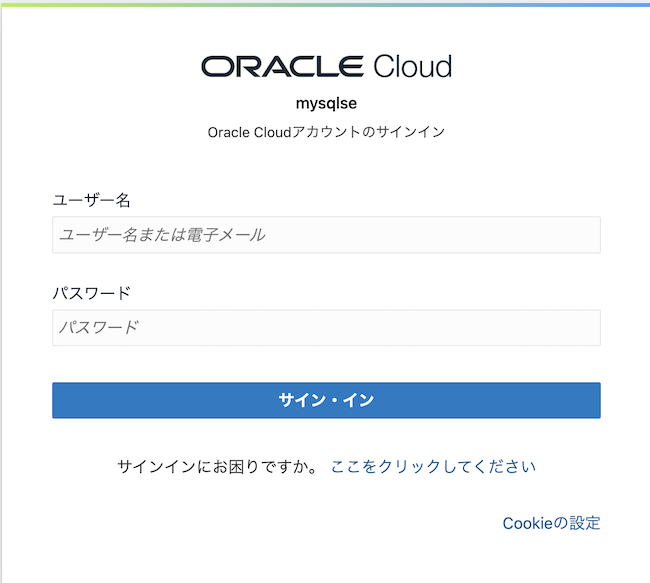 ORACLE Cloud
mysqlse
Oracle Cloudアカウントのサインイン
ユーザー名
ユーザー名または電子メール
パスワード
パスワード
サイン・イン
サインインにお困りですか。 ここをクリックしてください
Cookieの設定